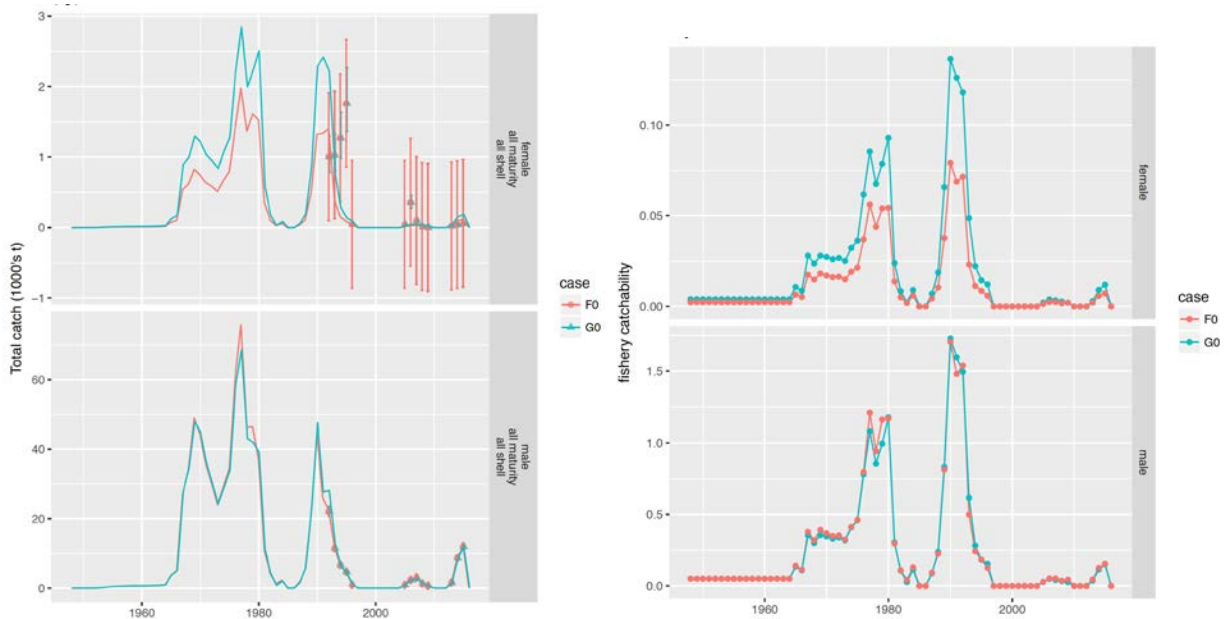 Total catch (1000's t)
3
2
1
0
−1
female
all maturity
all shell
60
40
20
0
male
all maturity
all shell
1960
1980
2000
case
F0
G0
fishery catchability
0.10
0.05
0.00
female
1.5
1.0
0.5
0.0
male
1960
1980
2000
case
F0
G0